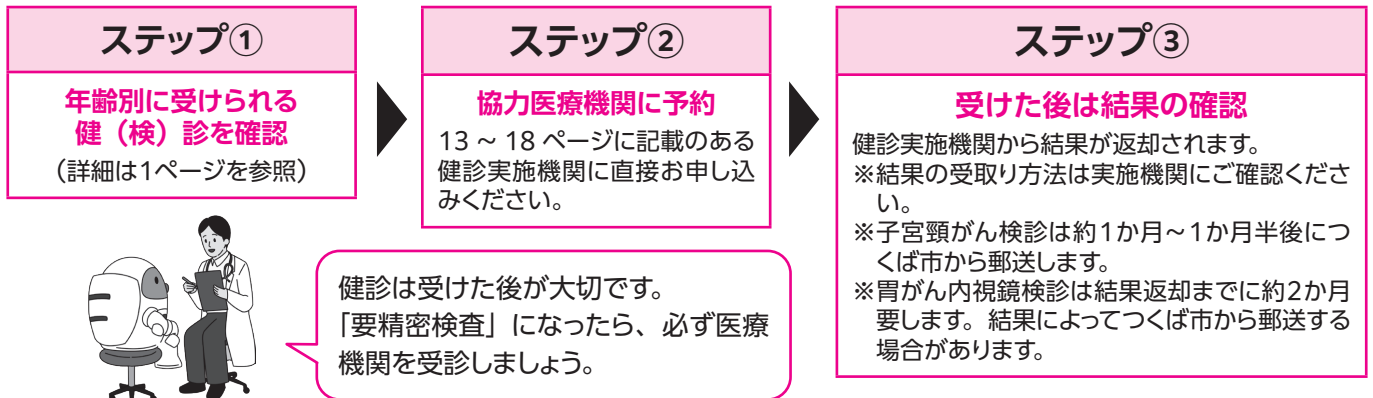 ステップ①
年齢別に受けられる
健（検）診を確認
（詳細は1ページを参照）
ステップ②
協力医療機関に予約
13 ~ 18 ページに記載のある
健診実施機関に直接お申し込
みください。
ステップ③
受けた後は結果の確認
健診実施機関から結果が返却されます。
※結果の受取り方法は実施機関にご確認くださ
い。
※子宮頸がん検診は約1か月～1か月半後につ
くば市から郵送します。
※胃がん内視鏡検診は結果返却までに約2か月
要します。結果によってつくば市から郵送する
場合があります。
健診は受けた後が大切です。
「要精密検査」になったら、必ず医療
機関を受診しましょう。